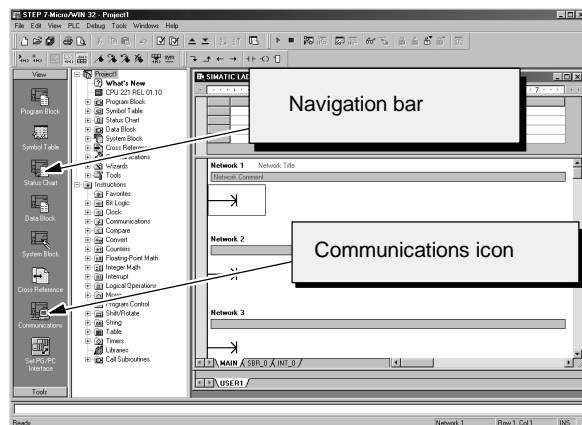 STEP 7-Micro/WIN 32 - Project1
File Edit View PLC Debug Tools Windows Help
View
Program Block
Symbol Table
Status Chart
Data Block
System Block
Cross Reference
Communications
Set PG/PC
Interface
Tools
Project1
What's New
CPU 221 REL 01.10
Program Block
Symbol Table
Status Chart
Data Block
System Block
Cross Reference
Communications
Wizards
Tools
Instructions
Favorites
Bit Logic
Clock
Communications
Compare
Convert
Counters
Floating-Point Math
Integer Math
Interrupt
Logical Operations
Move
Program Control
Shift/Rotate
String
Table
Timers
Libraries
Call Subroutines
SIMATIC LAD
7
Navigation bar
Network 1 Network Title
Network Comment
Network 2
Communications icon
Network 3
MAIN SBR_0 INT_0
USER1
Ready Network 1 Row 1, Col 1 INS